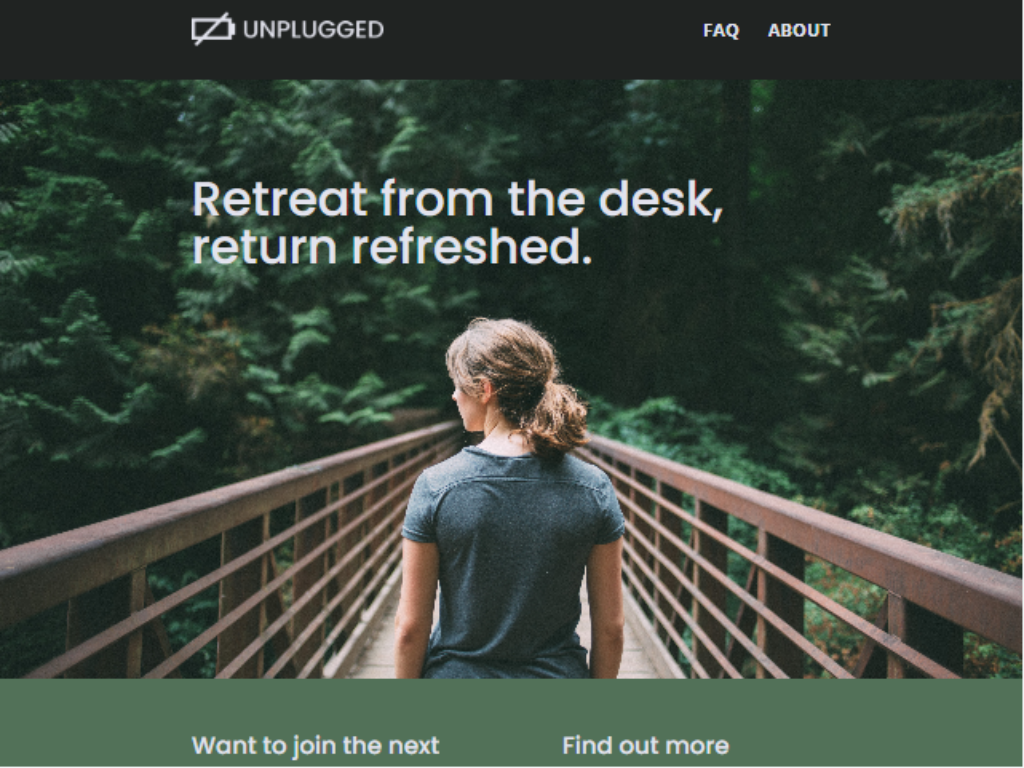 UNPLUGGED
FAQ ABOUT
Retreat from the desk,
return refreshed.
Want to join the next
Find out more